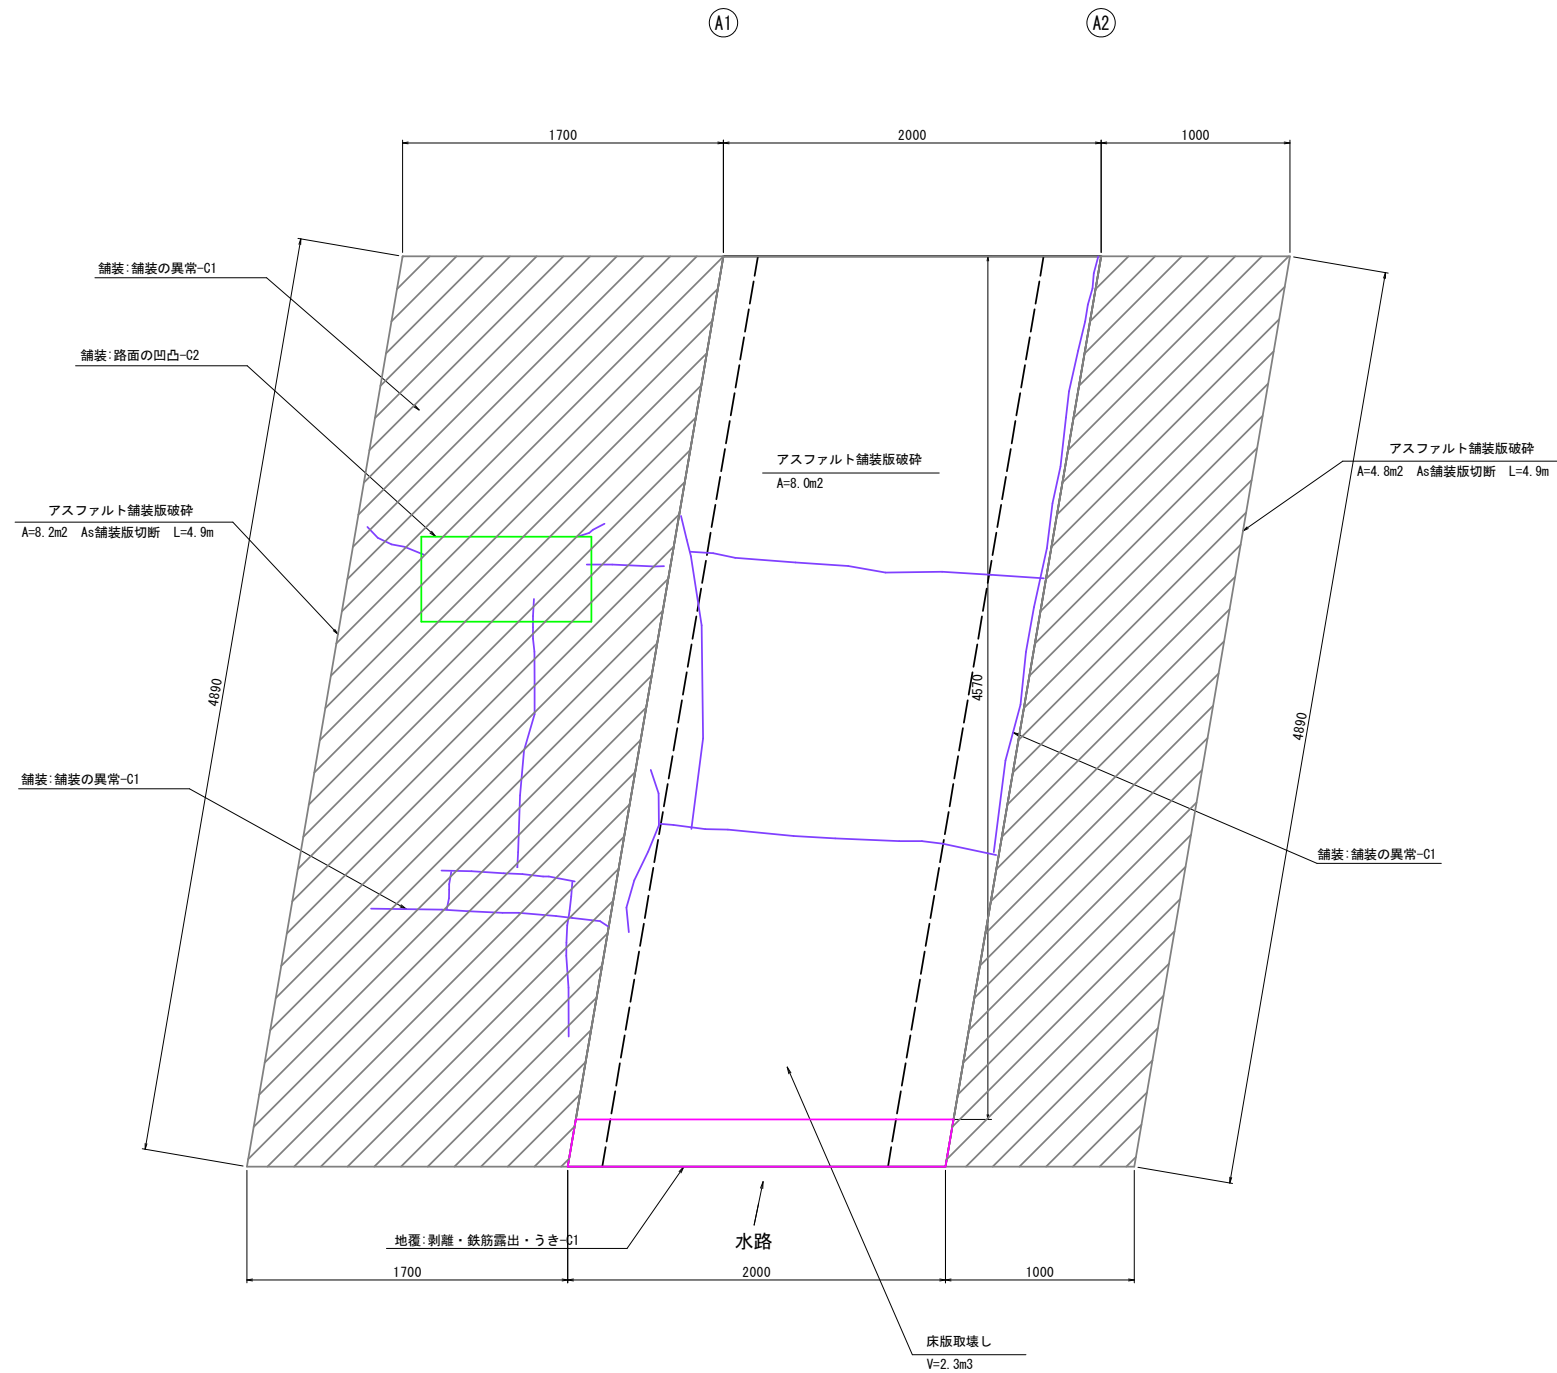 A1
A2
1700
2000
1000
舗装:舗装の異常-C1
舗装:路面の凹凸-C2
アスファルト舗装版破砕
A=8.0m2
アスファルト舗装版破砕
A=4.8m2 As舗装版切断 L=4.9m
アスファルト舗装版破砕
A=8.2m2 As舗装版切断 L=4.9m
4890
4570
4890
舗装:舗装の異常-C1
舗装:舗装の異常-C1
地覆:剥離・鉄筋露出・うき-C1
水路
1700
2000
1000
床版取壊し
V=2.3m3